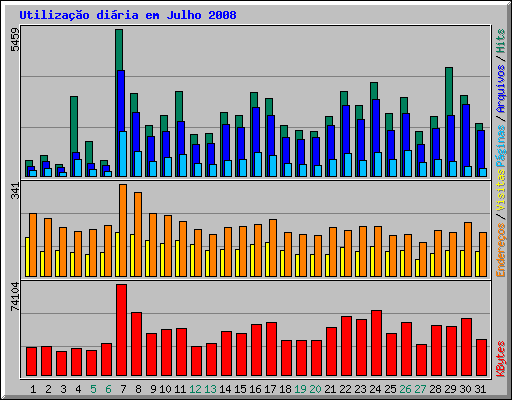 Utilização diária em Julho 2008
5459
341
74104
Endereços / Visitas Páginas / Arquivos / Hits
KBytes
1 2 3 4 5 6 7 8 9 10 11 12 13 14 15 16 17 18 19 20 21 22 23 24 25 26 27 28 29 30 31